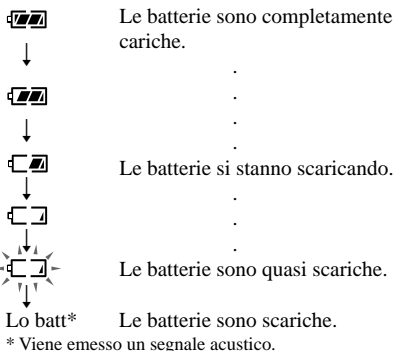 Le batterie sono completamente
cariche.
.
.
.
.
Le batterie si stanno scaricando.
.
.
.
Le batterie sono quasi scariche.
Lo batt* Le batterie sono scariche.
* Viene emesso un segnale acustico.